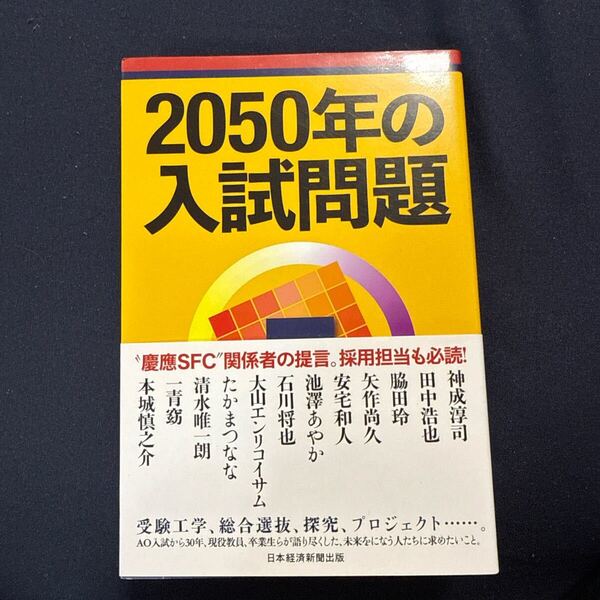 2050年の
入試問題
"慶應SFC"関係者の提言。採用担当も必読!
神成淳司
田中浩也
脇田玲
矢作尚久
安宅和人
池澤あやか
石川将也
大山エンリコイサム
たかまつなな
清水唯一朗
一青窈
本城慎之介
受験工学、総合選抜、探究、プロジェクト……。
AO入試から30年、現役教員、卒業生らが語り尽くした、未来をになう人たちに求めたいこと。
日本経済新聞出版